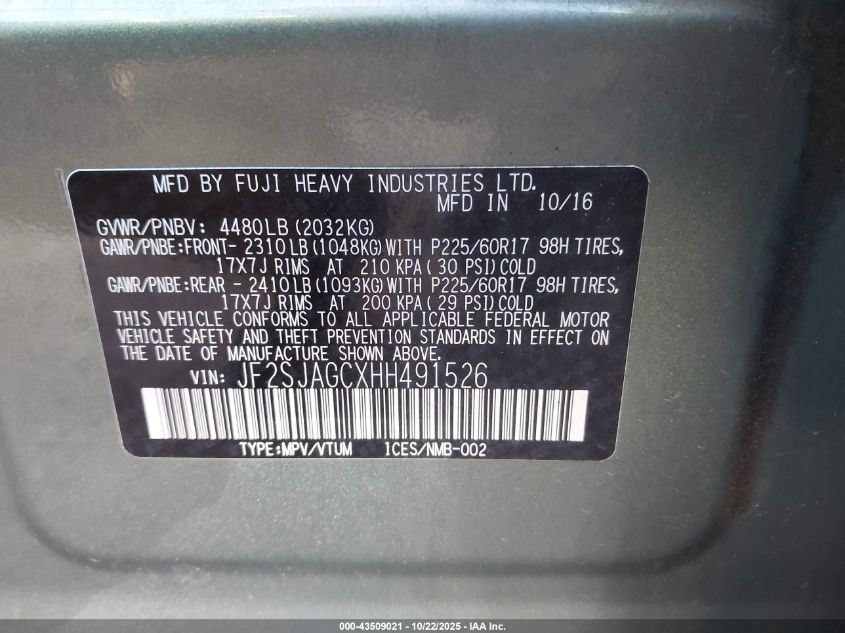 MFD BY FUJI HEAVY INDUSTRIES LTD.
MFD IN 10/16
GVWR/PNBV: 4480LB (2032KG)
GAWR/PNBE:FRONT- 2310LB (1048KG) WITH P225/60R17 98H TIRES,
17X7J RIMS AT 210 KPA (30 PSI) COLD
GAWR/PNBE:REAR - 2410LB (1093KG) WITH P225/60R17 98H TIRES,
17X7J RIMS AT 200 KPA (29 PSI) COLD
THIS VEHICLE CONFORMS TO ALL APPLICABLE FEDERAL MOTOR
VEHICLE SAFETY AND THEFT PREVENTION STANDARDS IN EFFECT ON
THE DATE OF MANUFACTURE SHOWN ABOVE.
VIN: JF2SJAGCXHH491526
TYPE:MPV/VTUM ICES/NMB-002
000-43509021 - 10/22/2025 - IAA Inc.